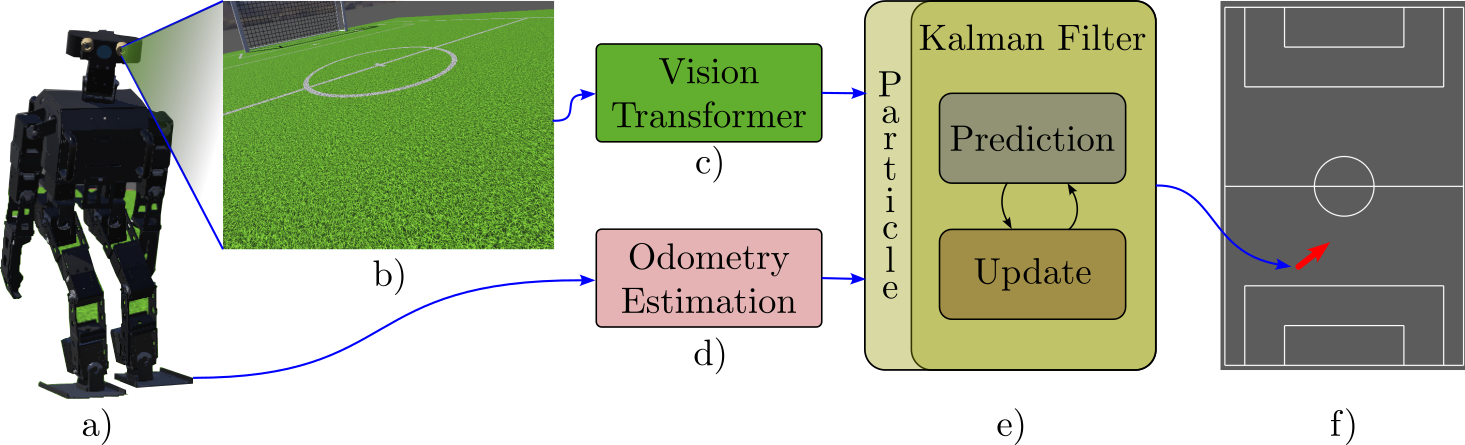 Vision
Transformer
c)
Odometry
Estimation
d)
Particle
Kalman Filter
Prediction
Update
a)
b)
e)
f)